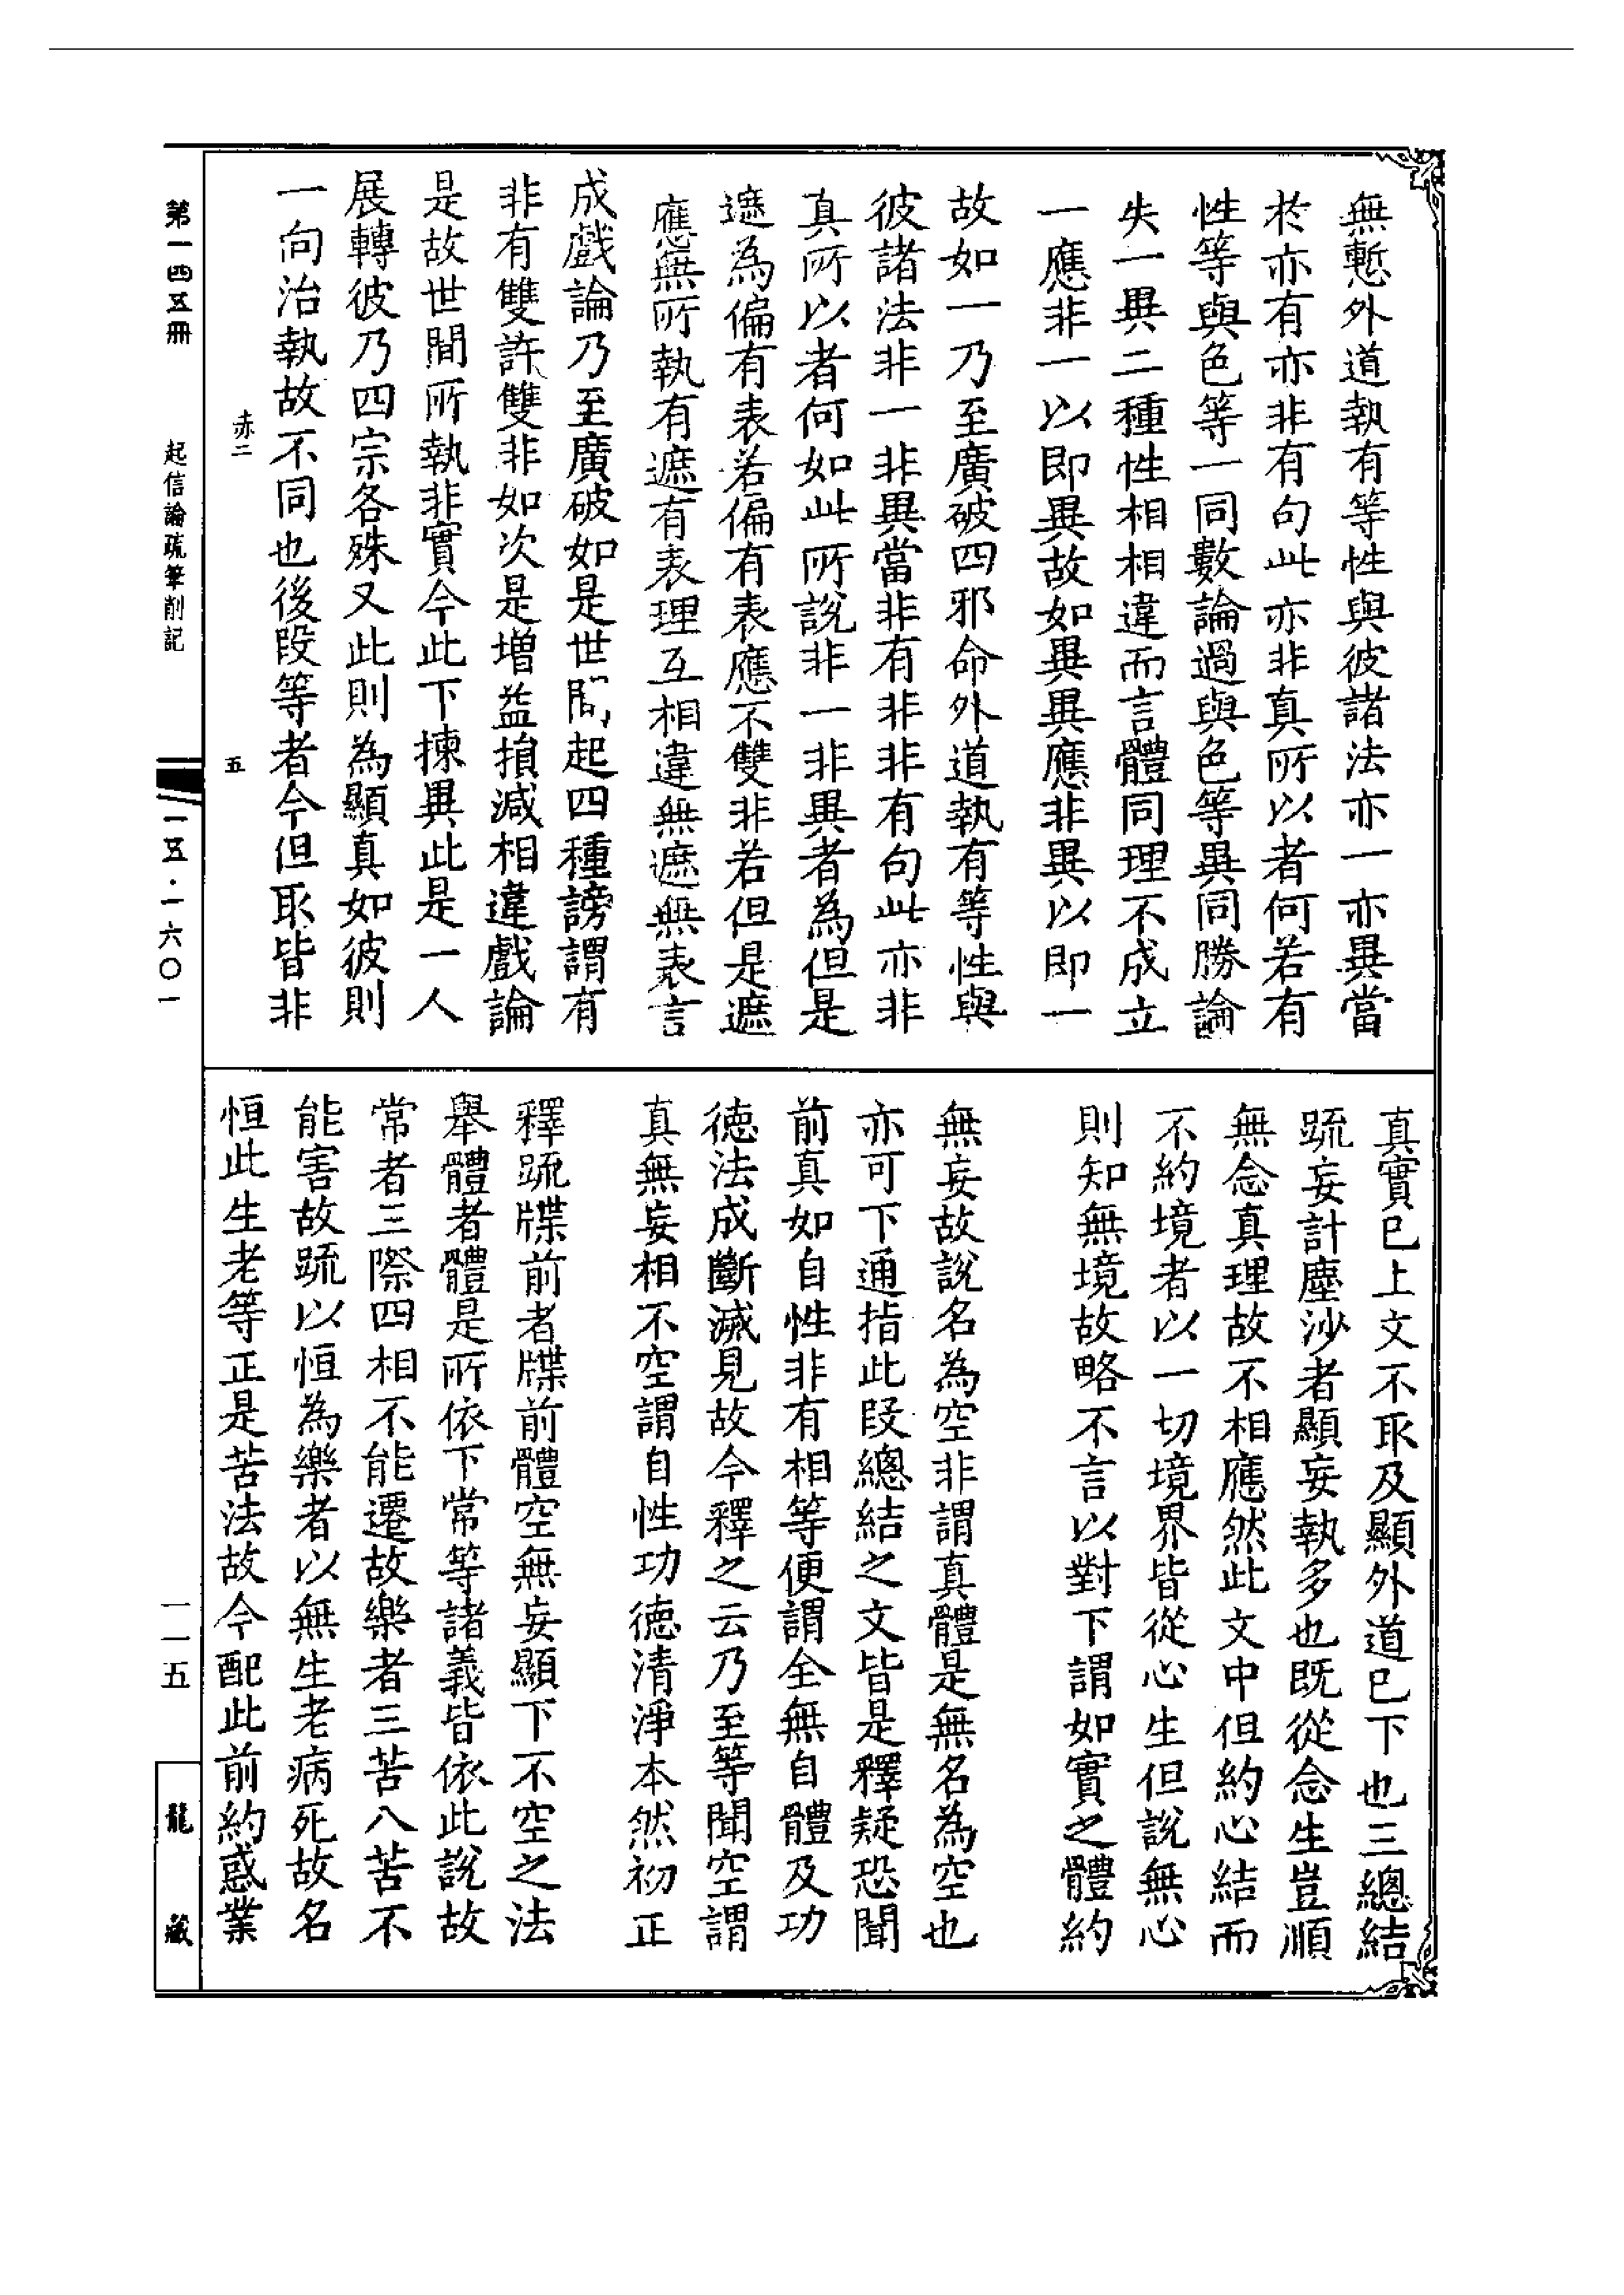 無慙外道執有等性與彼諸法亦一亦異當
於亦有亦非有句此亦非真所以者何若有
性等與色等一同數論過與色等異同勝論
失一異二種性相相違而言體同理不成立
一應非一以即異故如異異應非異以即一
故如一乃至廣破四邪命外道執有等性與
彼諸法非一非異當非有非非有句此亦非
真所以者何如此所說非一非異者為但是
遮為偏有表若偏有表應不雙非若但是遮
應無所執有遮有表理互相違無遮無表言
成戲論乃至廣破如是世間起四種謗謂有
非有雙許雙非如次是增益損減相違戲論
是故世間所執非實今此下揀異此是一人
展轉彼乃四宗各殊又此則為顯真如彼則
一向治執故不同也後段等者今但取皆非
赤三
五
真實已上文不取及顯外道已下也三總結
䟽妄計塵沙者顯妄執多也既從念生豈順
無念真理故不相應然此文中但約心結而
不約境者以一切境界皆從心生但說無心
則知無境故略不言以對下謂如實之體約
無妄故說名為空非謂真體是無名為空也
亦可下通指此段總結之文皆是釋疑恐聞
前真如自性非有相等便謂全無自體及功
德法成斷滅見故今釋之云乃至等聞空謂
真無妄相不空謂自性功德清淨本然初正
釋䟽牒前者牒前體空無妄顯下不空之法
舉體者體是所依下常等諸義皆依此說故
常者三際四相不能遷故樂者三苦八苦不
能害故䟽以恒為樂者以無生老病死故名
恒此生老等正是苦法故今配此前約惑業
第一四五冊
起信論疏筆削記
一五·一六〇一
一一五
龍藏